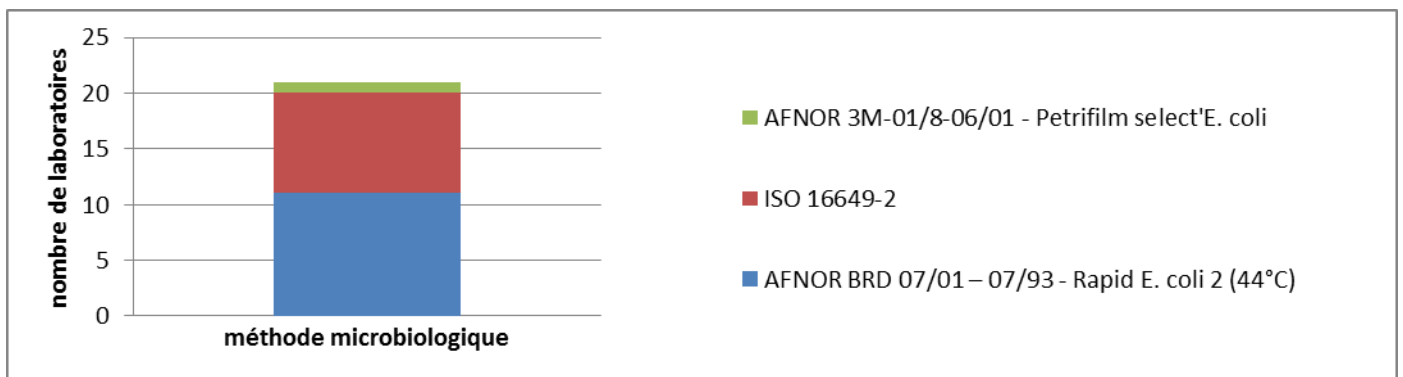 25
20
15
10
5
0
nombre de laboratoires
méthode microbiologique
AFNOR 3M-01/8-06/01 - Petrifilm select'E. coli
ISO 16649-2
AFNOR BRD 07/01 – 07/93 - Rapid E. coli 2 (44°C)